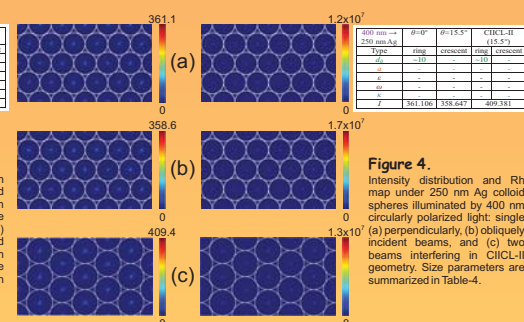 361.1
1.2x10⁷
(a)
0
0
358.6
1.7x10⁷
(b)
0
0
409.4
1.3x10⁷
(c)
0
0
400 nm → θ=0° θ=15.5° CIICL-II
250 nm Ag (15.5°)
Type ring crescent ring crescent
~10 - ~10 -
- - - -
ε - - - -
ω - - - -
- - - -
I 361.106 358.647 409.381
Figure 4.
Intensity distribution and Rh
map under 250 nm Ag colloid
spheres illuminated by 400 nm
circularly polarized light: single
(a) perpendicularly, (b) obliquely
incident beams, and (c) two
beams interfering in CIICL-II
geometry. Size parameters are
summarized in Table-4.